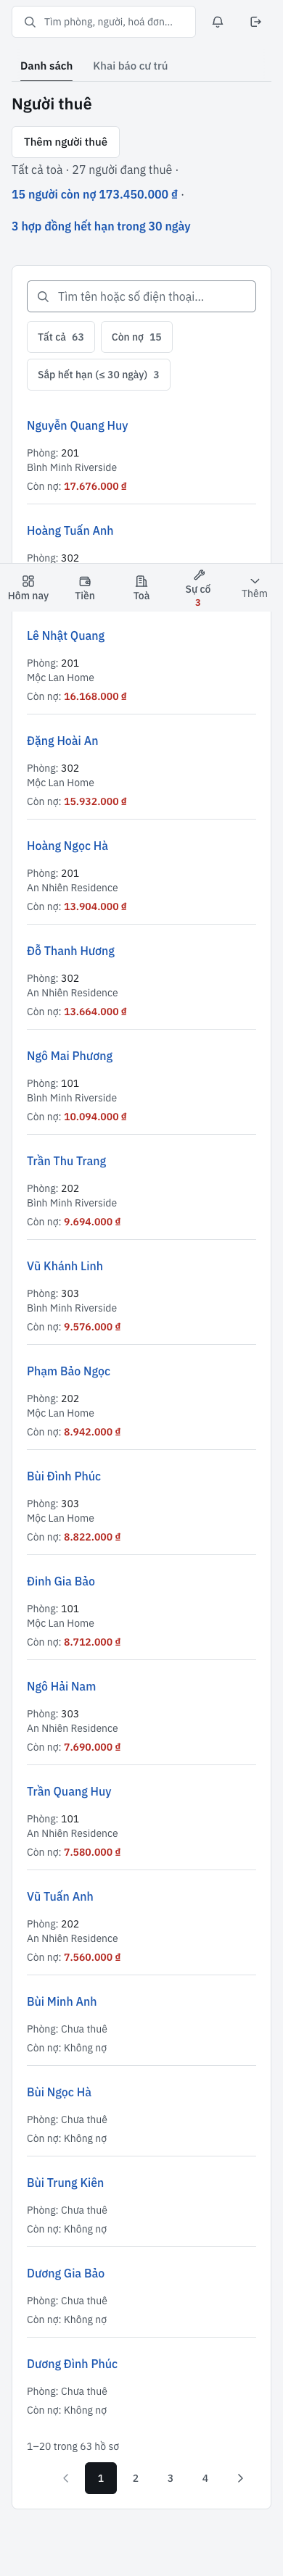 Tìm phòng, người, hoá đơn...
Danh sách
Khai báo cư trú
Người thuê
Thêm người thuê
Tất cả toà · 27 người đang thuê ·
15 người còn nợ 173.450.000 ₫ ·
3 hợp đồng hết hạn trong 30 ngày
Tìm tên hoặc số điện thoại...
Tất cả 63
Còn nợ 15
Sắp hết hạn (≤ 30 ngày) 3
Nguyễn Quang Huy
Phòng: 201
Bình Minh Riverside
Còn nợ: 17.676.000 ₫
Hoàng Tuấn Anh
Phòng: 302
Hôm nay
Tiền
Toà
Sự cố
3
Thêm
Lê Nhật Quang
Phòng: 201
Mộc Lan Home
Còn nợ: 16.168.000 ₫
Đặng Hoài An
Phòng: 302
Mộc Lan Home
Còn nợ: 15.932.000 ₫
Hoàng Ngọc Hà
Phòng: 201
An Nhiên Residence
Còn nợ: 13.904.000 ₫
Đỗ Thanh Hương
Phòng: 302
An Nhiên Residence
Còn nợ: 13.664.000 ₫
Ngô Mai Phương
Phòng: 101
Bình Minh Riverside
Còn nợ: 10.094.000 ₫
Trần Thu Trang
Phòng: 202
Bình Minh Riverside
Còn nợ: 9.694.000 ₫
Vũ Khánh Linh
Phòng: 303
Bình Minh Riverside
Còn nợ: 9.576.000 ₫
Phạm Bảo Ngọc
Phòng: 202
Mộc Lan Home
Còn nợ: 8.942.000 ₫
Bùi Đình Phúc
Phòng: 303
Mộc Lan Home
Còn nợ: 8.822.000 ₫
Đinh Gia Bảo
Phòng: 101
Mộc Lan Home
Còn nợ: 8.712.000 ₫
Ngô Hải Nam
Phòng: 303
An Nhiên Residence
Còn nợ: 7.690.000 ₫
Trần Quang Huy
Phòng: 101
An Nhiên Residence
Còn nợ: 7.580.000 ₫
Vũ Tuấn Anh
Phòng: 202
An Nhiên Residence
Còn nợ: 7.560.000 ₫
Bùi Minh Anh
Phòng: Chưa thuê
Còn nợ: Không nợ
Bùi Ngọc Hà
Phòng: Chưa thuê
Còn nợ: Không nợ
Bùi Trung Kiên
Phòng: Chưa thuê
Còn nợ: Không nợ
Dương Gia Bảo
Phòng: Chưa thuê
Còn nợ: Không nợ
Dương Đình Phúc
Phòng: Chưa thuê
Còn nợ: Không nợ
1–20 trong 63 hồ sơ
1 2 3 4